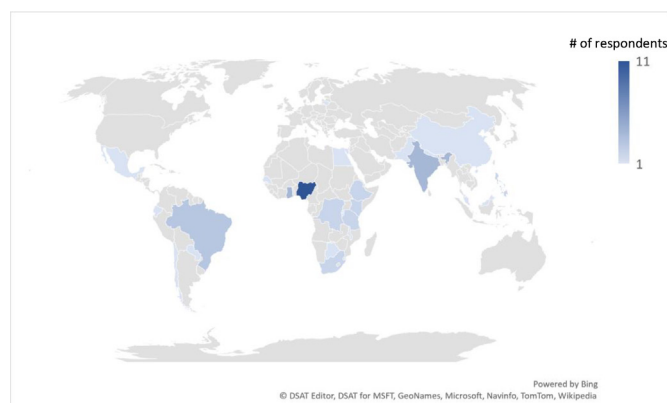 # of respondents
11
1
Powered by Bing
© DSAT Editor, DSAT for MSFT, GeoNames, Microsoft, Navinfo, TomTom, Wikipedia